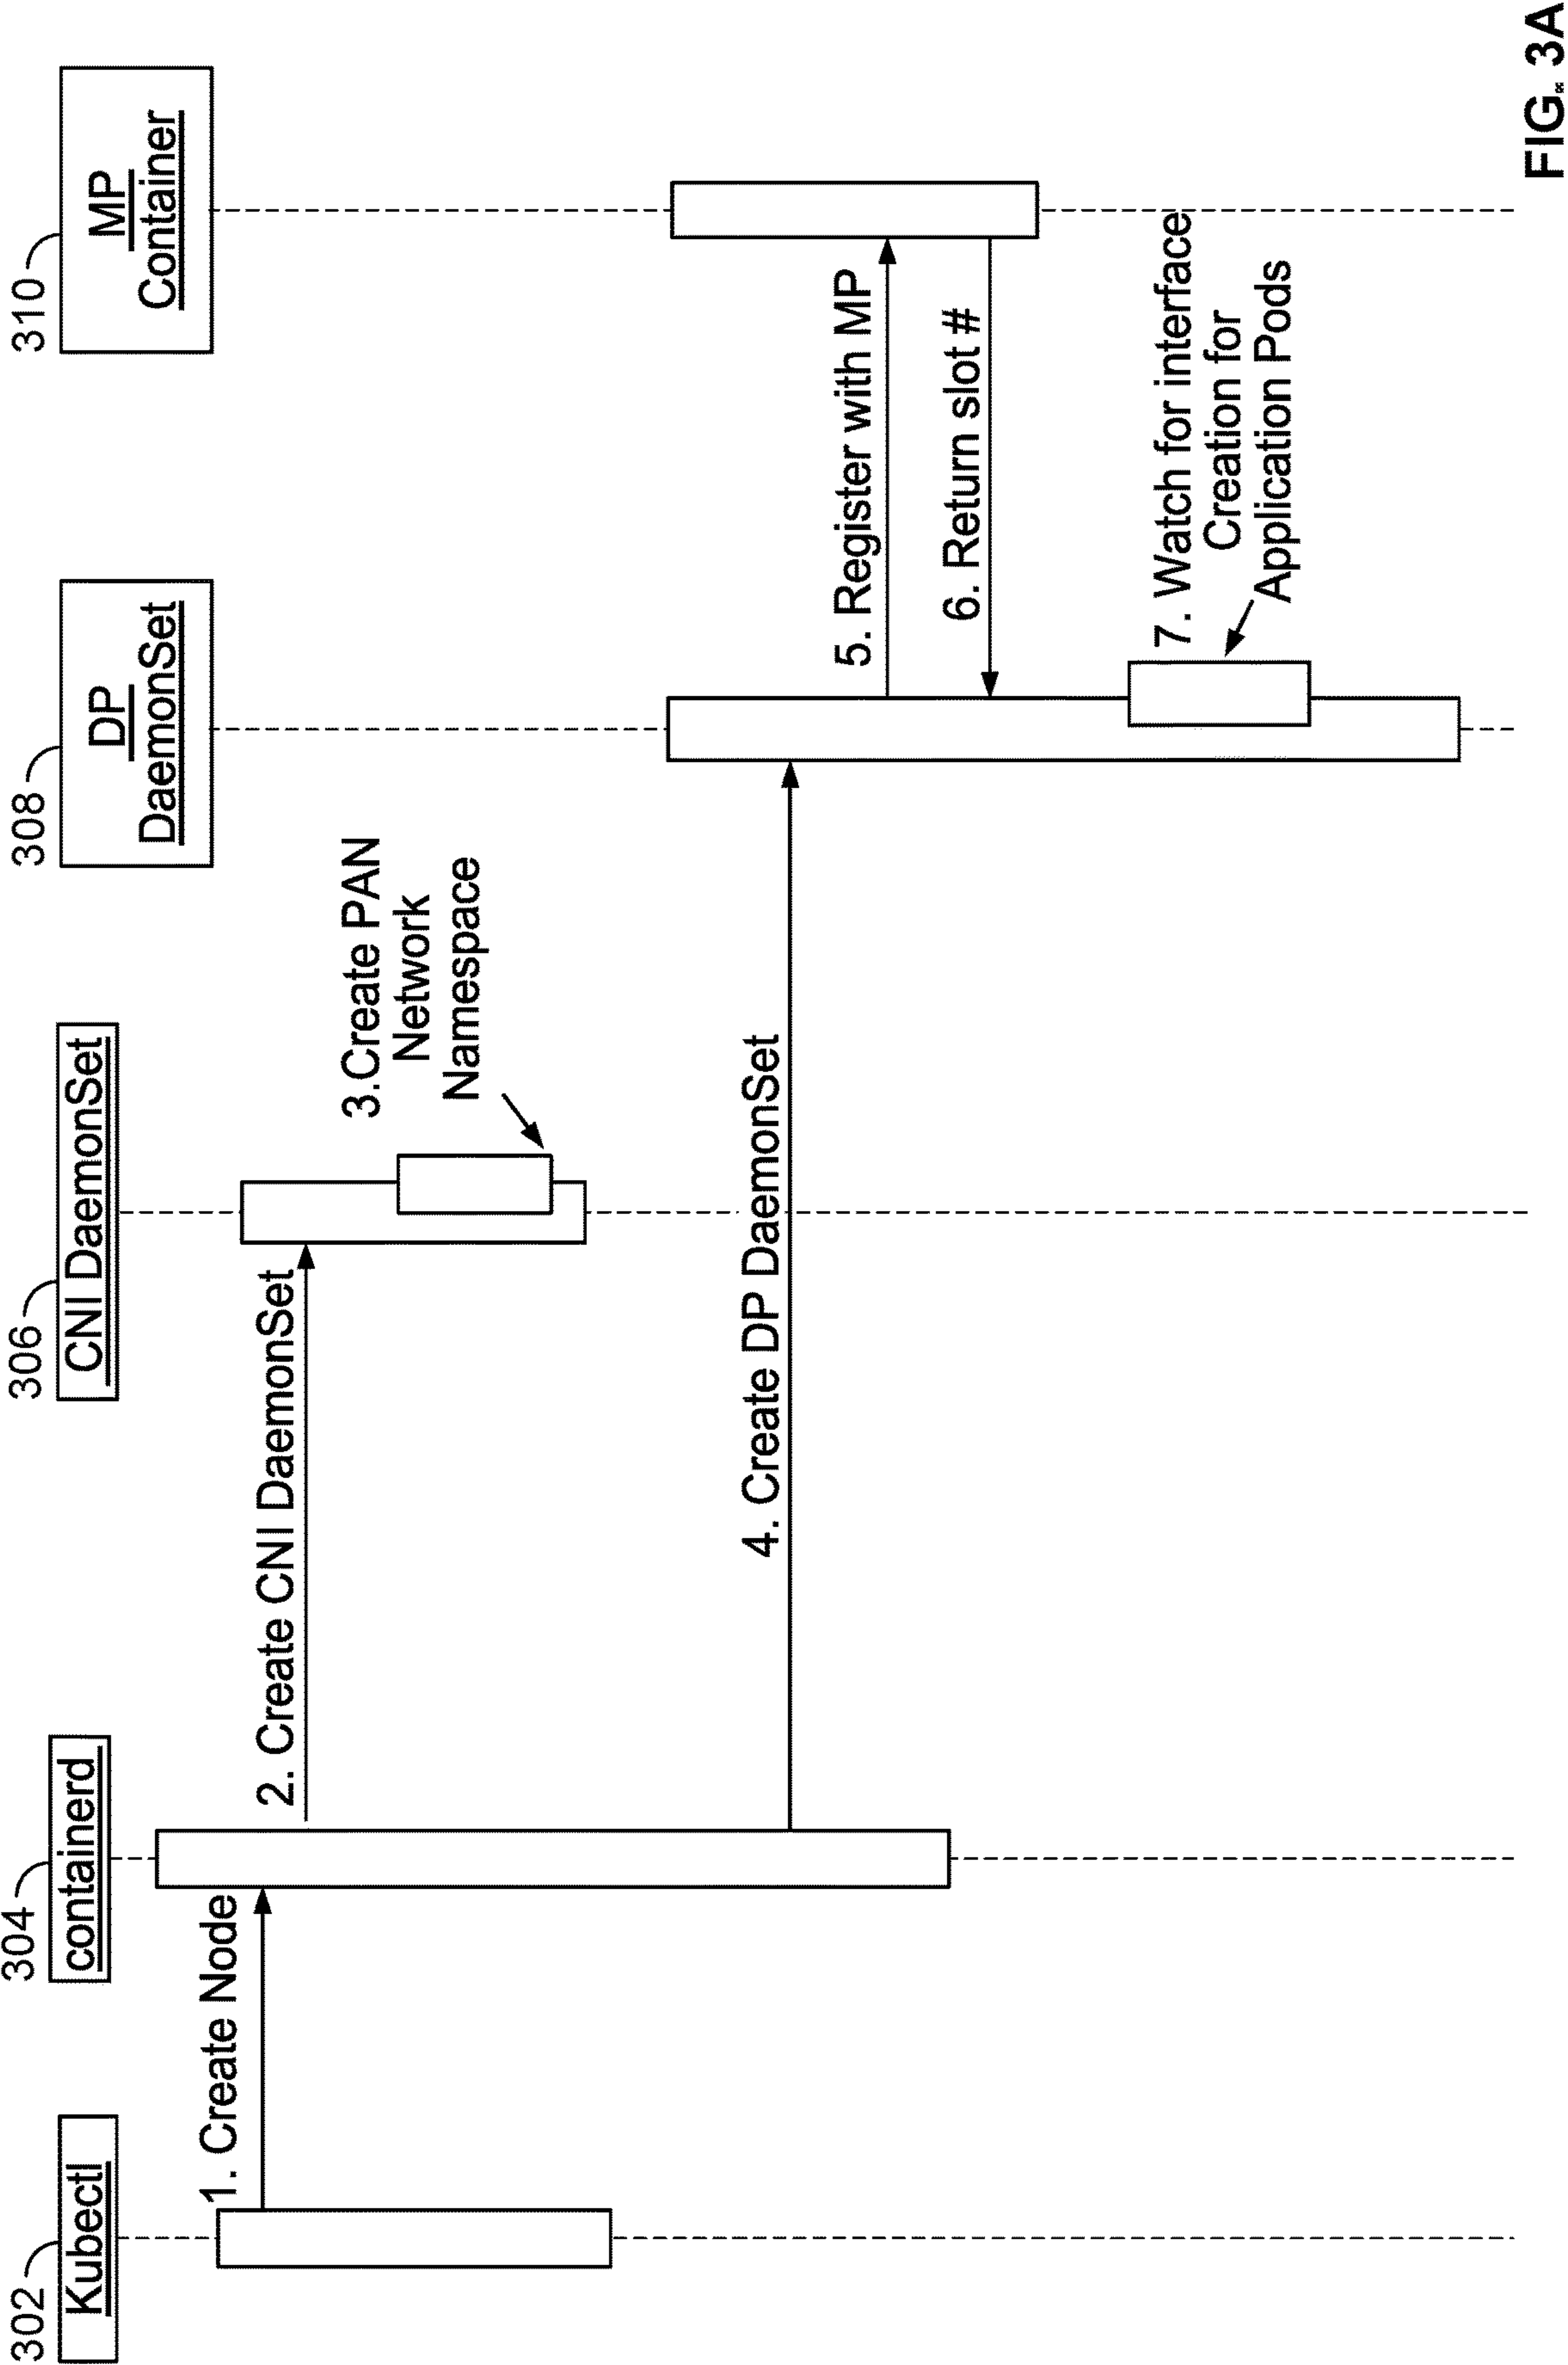 302
Kubectl
304
containerd
306
CNI DaemonSet
308
DP
DaemonSet
310
MP
Container
1. Create Node
2. Create CNI DaemonSet
3.Create PAN
Network
Namespace
4. Create DP DaemonSet
5. Register with MP
6. Return slot #
7. Watch for interface
Creation for
Application Pods
FIG. 3A